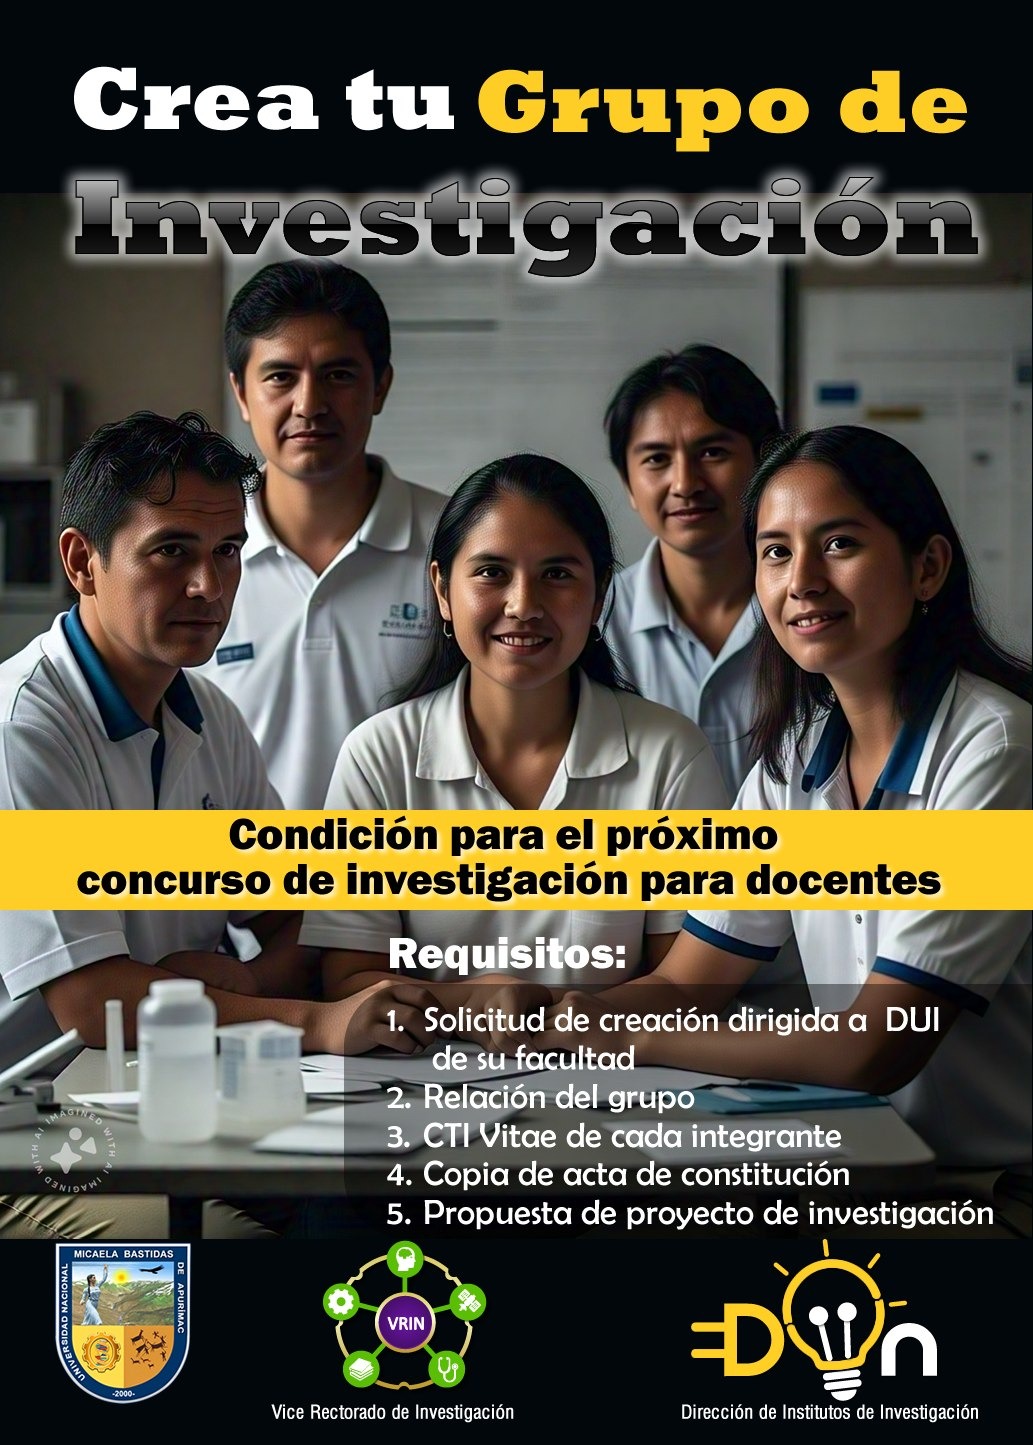 Crea tu Grupo de
Investigación
Condición para el próximo
concurso de investigación para docentes
Requisitos:
1. Solicitud de creación dirigida a DUI
de su facultad
2. Relación del grupo
3. CTI Vitae de cada integrante
4. Copia de acta de constitución
5. Propuesta de proyecto de investigación
IMAGINED WITH AI IMAGINED WITH AI
UNIVERSIDAD NACIONAL
MICAELA BASTIDAS
DE APURÍMAC
-2000-
VRIN
Vice Rectorado de Investigación
DIIn
Dirección de Institutos de Investigación